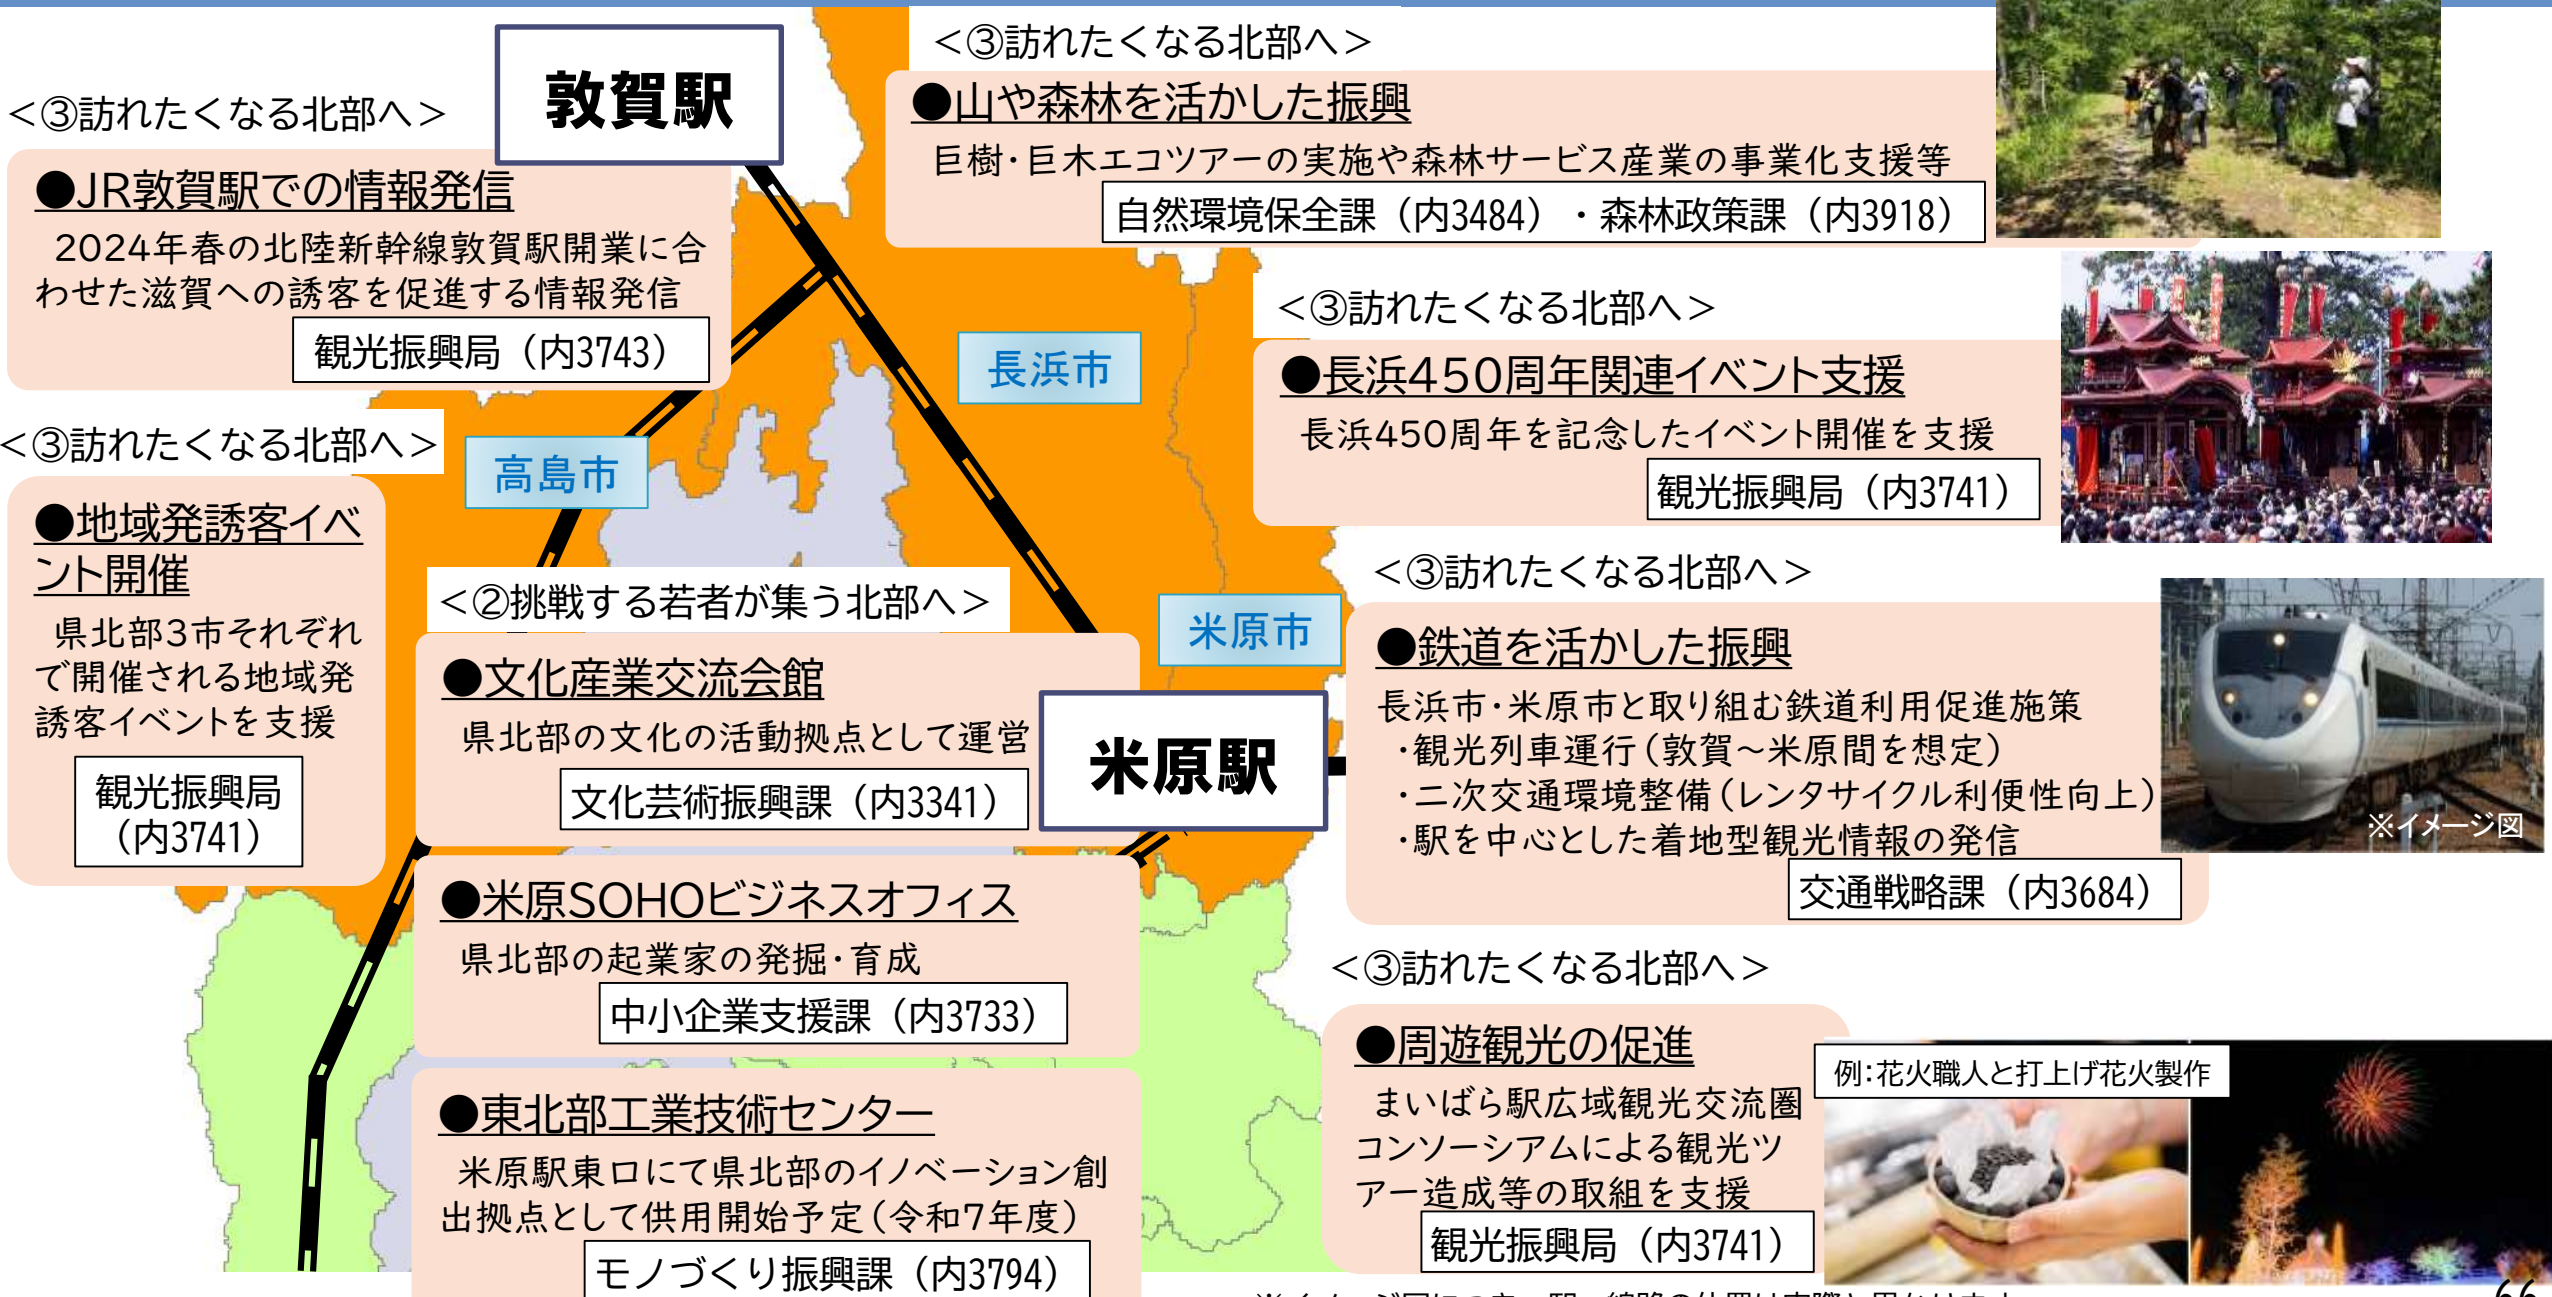 敦賀駅
＜③訪れたくなる北部へ＞
●JR敦賀駅での情報発信
2024年春の北陸新幹線敦賀駅開業に合
わせた滋賀への誘客を促進する情報発信
観光振興局（内3743）
＜③訪れたくなる北部へ＞
●地域発誘客イベ
ント開催
県北部3市それぞれ
で開催される地域発
誘客イベントを支援
観光振興局
（内3741）
高島市
長浜市
米原市
＜②挑戦する若者が集う北部へ＞
●文化産業交流会館
県北部の文化の活動拠点として運営
文化芸術振興課（内3341）
米原駅
●米原SOHOビジネスオフィス
県北部の起業家の発掘・育成
中小企業支援課（内3733）
●東北部工業技術センター
米原駅東口にて県北部のイノベーション創
出拠点として供用開始予定（令和7年度）
モノづくり振興課（内3794）
＜③訪れたくなる北部へ＞
●山や森林を活かした振興
巨樹・巨木エコツアーの実施や森林サービス産業の事業化支援等
自然環境保全課（内3484）・森林政策課（内3918）
＜③訪れたくなる北部へ＞
●長浜450周年関連イベント支援
長浜450周年を記念したイベント開催を支援
観光振興局（内3741）
＜③訪れたくなる北部へ＞
●鉄道を活かした振興
長浜市・米原市と取り組む鉄道利用促進施策
・観光列車運行（敦賀～米原間を想定）
・二次交通環境整備（レンタサイクル利便性向上）
・駅を中心とした着地型観光情報の発信
交通戦略課（内3684）
※イメージ図
＜③訪れたくなる北部へ＞
●周遊観光の促進
まいばら駅広域観光交流圏
コンソーシアムによる観光ツ
アー造成等の取組を支援
観光振興局（内3741）
例：花火職人と打上げ花火製作